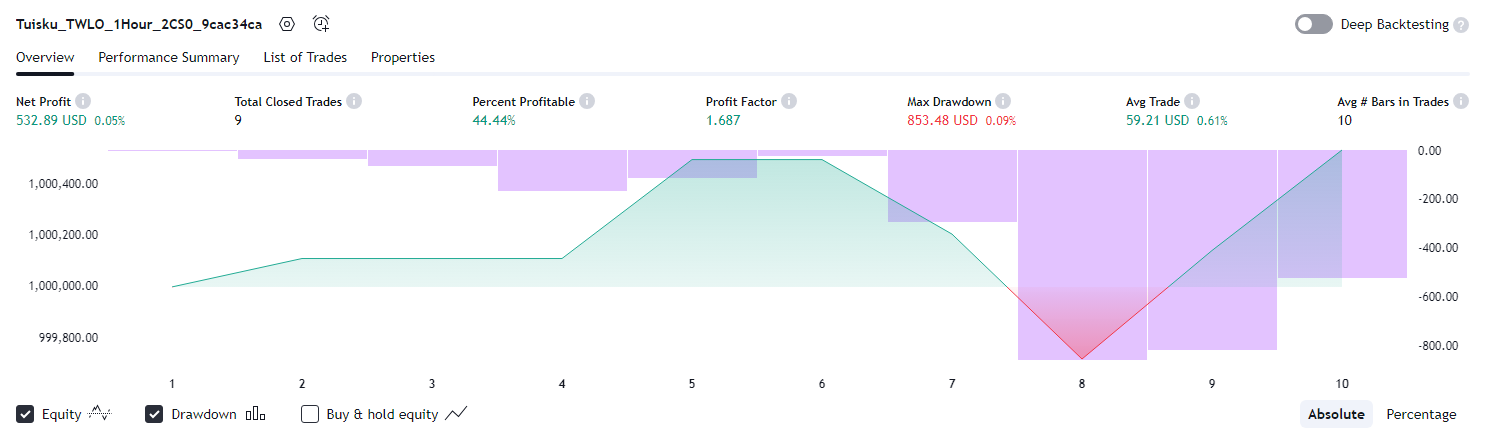 Tuisku_TWLO_1Hour_2CS0_9cac34ca Deep Backtesting ?
Overview Performance Summary List of Trades Properties
Net Profit Total Closed Trades Percent Profitable Profit Factor Max Drawdown Avg Trade Avg # Bars in Trades
532.89 USD 0.05% 9 44.44% 1.687 853.48 USD 0.09% 59.21 USD 0.61% 10
0.00
1,000,400.00 -200.00
1,000,200.00 -400.00
1,000,000.00 -600.00
999,800.00 -800.00
1 2 3 4 5 6 7 8 9 10
Equity Drawdown Buy & hold equity Absolute Percentage